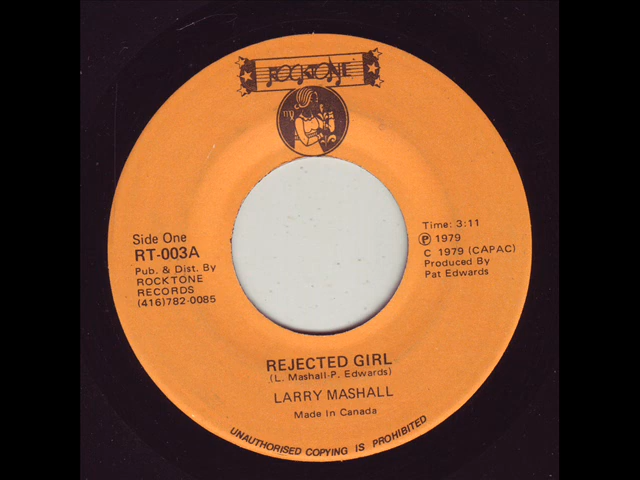 ROCKTONE
Side One
RT-003A
Pub. & Dist. By
ROCKTONE
RECORDS
(416)782-0085
Time: 3:11
Ⓟ 1979
C 1979 (CAPAC)
Produced By
Pat Edwards
REJECTED GIRL
(L. Mashall-P. Edwards)
LARRY MASHALL
Made in Canada
UNAUTHORISED COPYING IS PROHIBITED